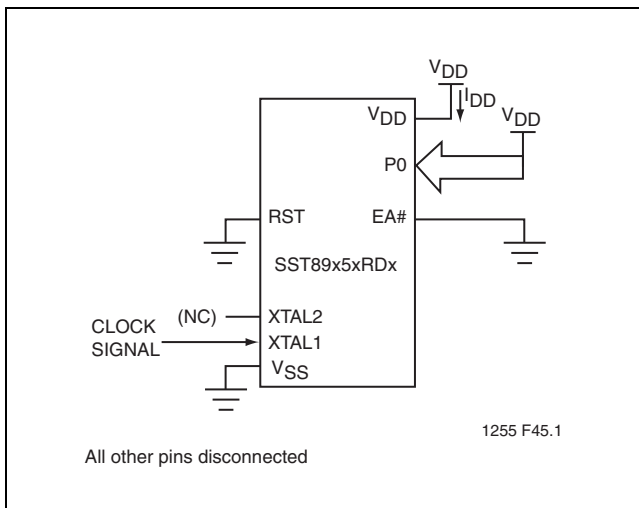 VDD
IDD
VDD
VDD
P0
RST
EA#
SST89x5xRDx
(NC)
XTAL2
CLOCK
SIGNAL
XTAL1
VSS
1255 F45.1
All other pins disconnected